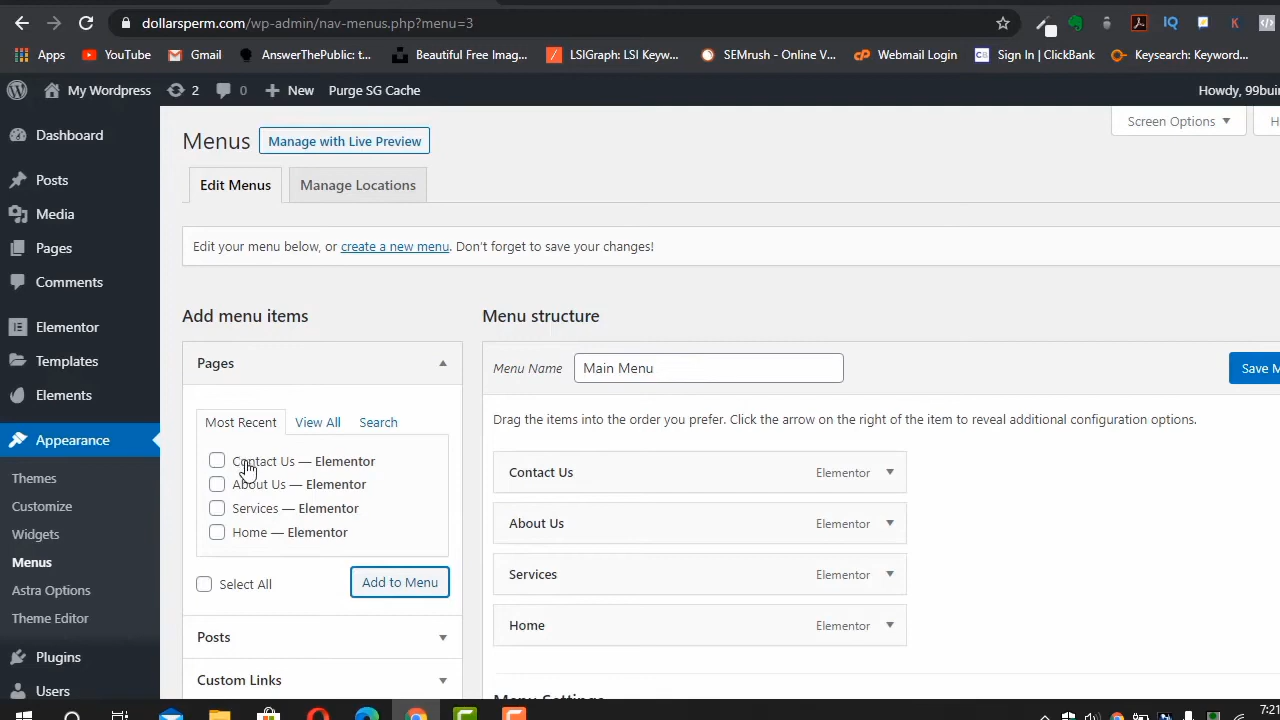 dollarsperm.com/wp-admin/nav-menus.php?menu=3
Apps YouTube Gmail AnswerThePublic: t... Beautiful Free Imag... LSIGraph: LSI Keyw... SEMrush - Online V... Webmail Login Sign In | ClickBank Keysearch: Keyword...
My Wordpress 2 0 New Purge SG Cache Howdy, 99buin
Screen Options
Menus Manage with Live Preview
Edit Menus Manage Locations
Edit your menu below, or create a new menu. Don't forget to save your changes!
Dashboard
Posts
Media
Pages
Comments
Elementor
Templates
Elements
Appearance
Themes
Customize
Widgets
Menus
Astra Options
Theme Editor
Plugins
Users
Add menu items
Pages
Most Recent View All Search
Contact Us — Elementor
About Us — Elementor
Services — Elementor
Home — Elementor
Select All Add to Menu
Posts
Custom Links
Menu structure
Menu Name Main Menu Save M
Drag the items into the order you prefer. Click the arrow on the right of the item to reveal additional configuration options.
Contact Us Elementor
About Us Elementor
Services Elementor
Home Elementor
Menu Settings
7:21